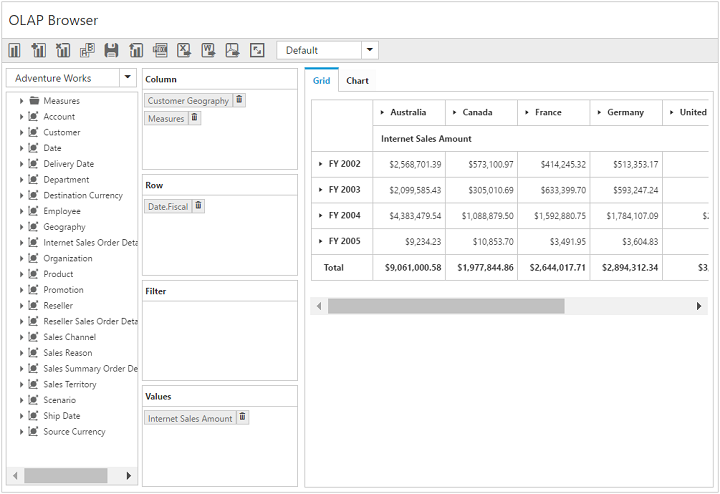 OLAP Browser
Default
Adventure Works
Measures
Account
Customer
Date
Delivery Date
Department
Destination Currency
Employee
Geography
Internet Sales Order Deta
Organization
Product
Promotion
Reseller
Reseller Sales Order Deta
Sales Channel
Sales Reason
Sales Summary Order De
Sales Territory
Scenario
Ship Date
Source Currency
Column
Customer Geography
Measures
Row
Date.Fiscal
Filter
Values
Internet Sales Amount
Grid Chart
Australia Canada France Germany United
Internet Sales Amount
FY 2002 $2,568,701.39 $573,100.97 $414,245.32 $513,353.17
FY 2003 $2,099,585.43 $305,010.69 $633,399.70 $593,247.24
FY 2004 $4,383,479.54 $1,088,879.50 $1,592,880.75 $1,784,107.09
FY 2005 $9,234.23 $10,853.70 $3,491.95 $3,604.83
Total $9,061,000.58 $1,977,844.86 $2,644,017.71 $2,894,312.34 $3.